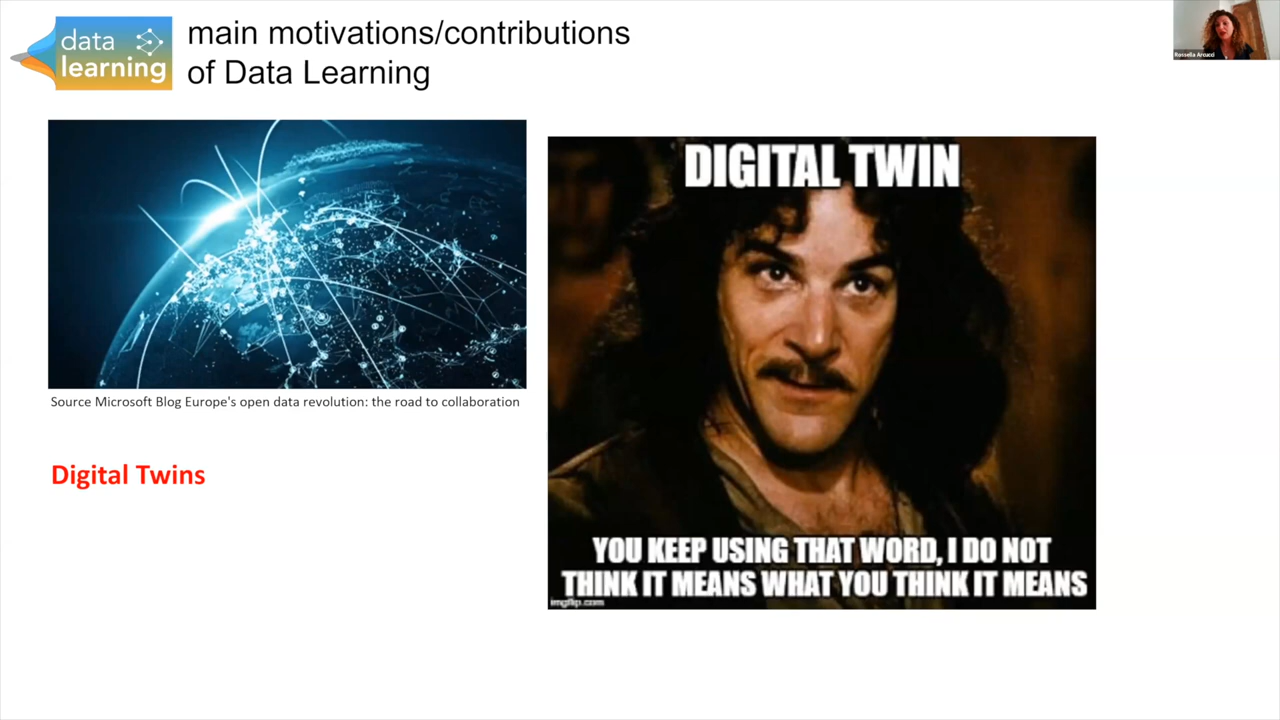 data
learning
main motivations/contributions
of Data Learning
Rossella Arcucci
DIGITAL TWIN
YOU KEEP USING THAT WORD, I DO NOT
THINK IT MEANS WHAT YOU THINK IT MEANS
imgflip.com
Source Microsoft Blog Europe's open data revolution: the road to collaboration
Digital Twins